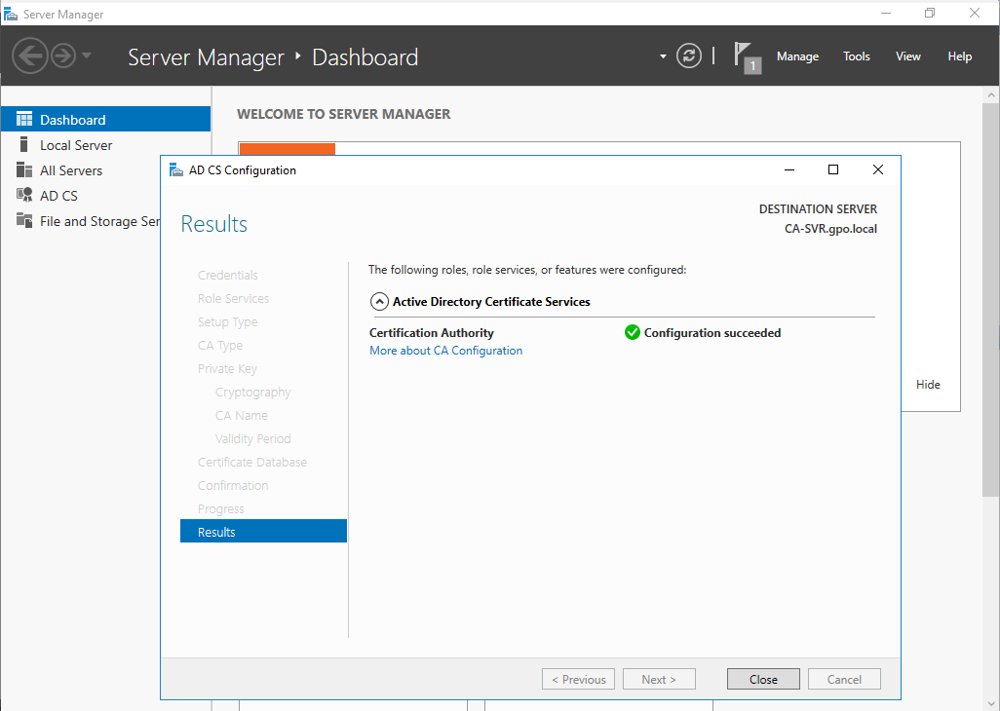 Server Manager
Server Manager ‣ Dashboard
1
Manage
Tools
View
Help
Dashboard
Local Server
All Servers
AD CS
File and Storage Ser
WELCOME TO SERVER MANAGER
Hide
AD CS Configuration
Results
DESTINATION SERVER
CA-SVR.gpo.local
Credentials
Role Services
Setup Type
CA Type
Private Key
Cryptography
CA Name
Validity Period
Certificate Database
Confirmation
Progress
Results
The following roles, role services, or features were configured:
Active Directory Certificate Services
Certification Authority
Configuration succeeded
More about CA Configuration
< Previous
Next >
Close
Cancel